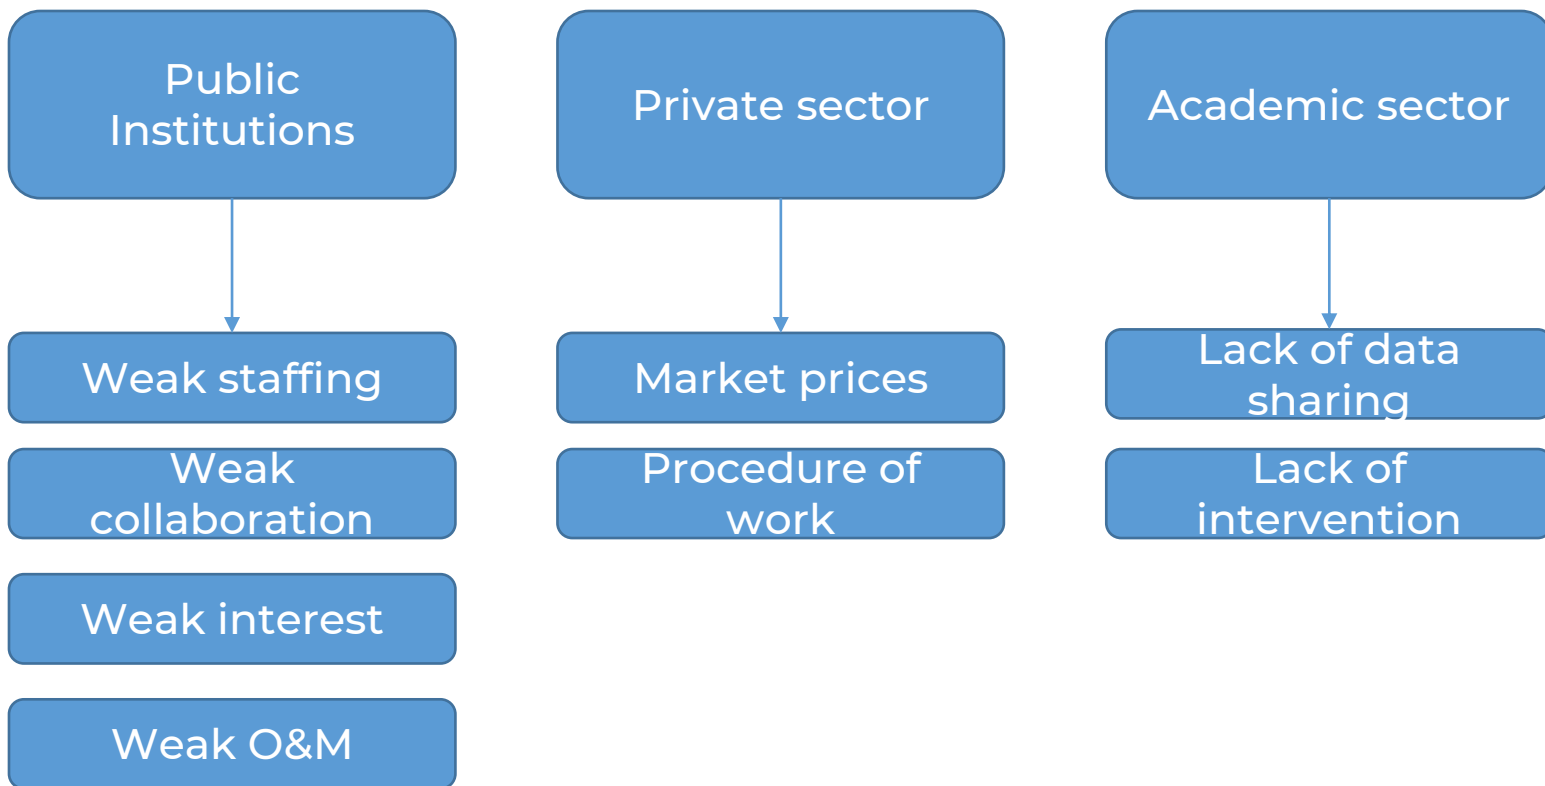 Public
Institutions
Private sector
Academic sector
Weak staffing
Weak
collaboration
Weak interest
Weak O&M
Market prices
Procedure of
work
Lack of data
sharing
Lack of
intervention